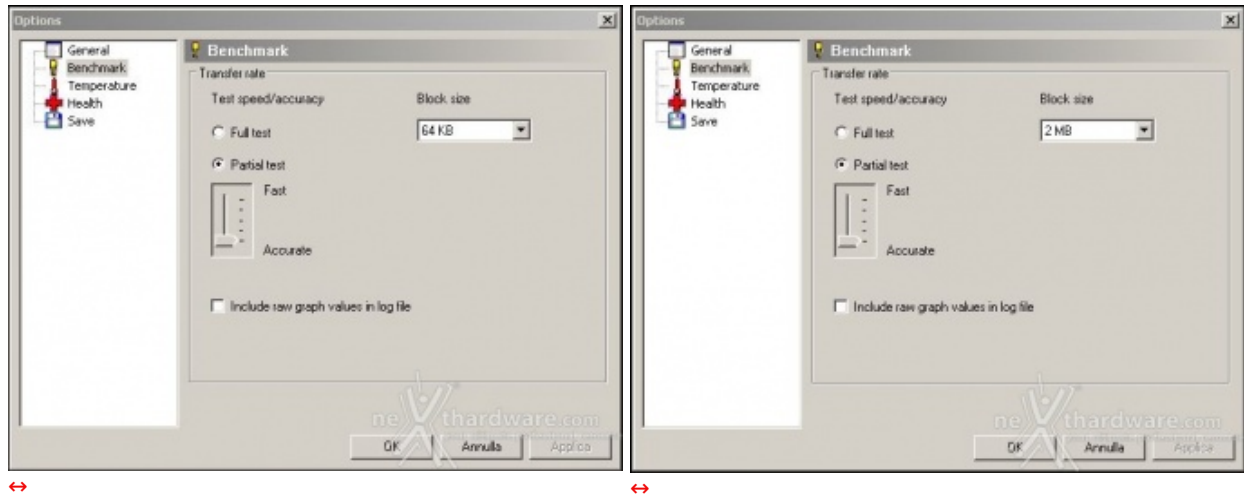 Options
General
Benchmark
Temperature
Health
Save
Benchmark
Transfer rate
Test speed/accuracy
Block size
Full test
64 KB
Partial test
Fast
Accurate
Include raw graph values in log file
nexthardware.com
OK
Annulla
Applica
Options
General
Benchmark
Temperature
Health
Save
Benchmark
Transfer rate
Test speed/accuracy
Block size
Full test
2 MB
Partial test
Fast
Accurate
Include raw graph values in log file
nexthardware.com
OK
Annulla
Applica